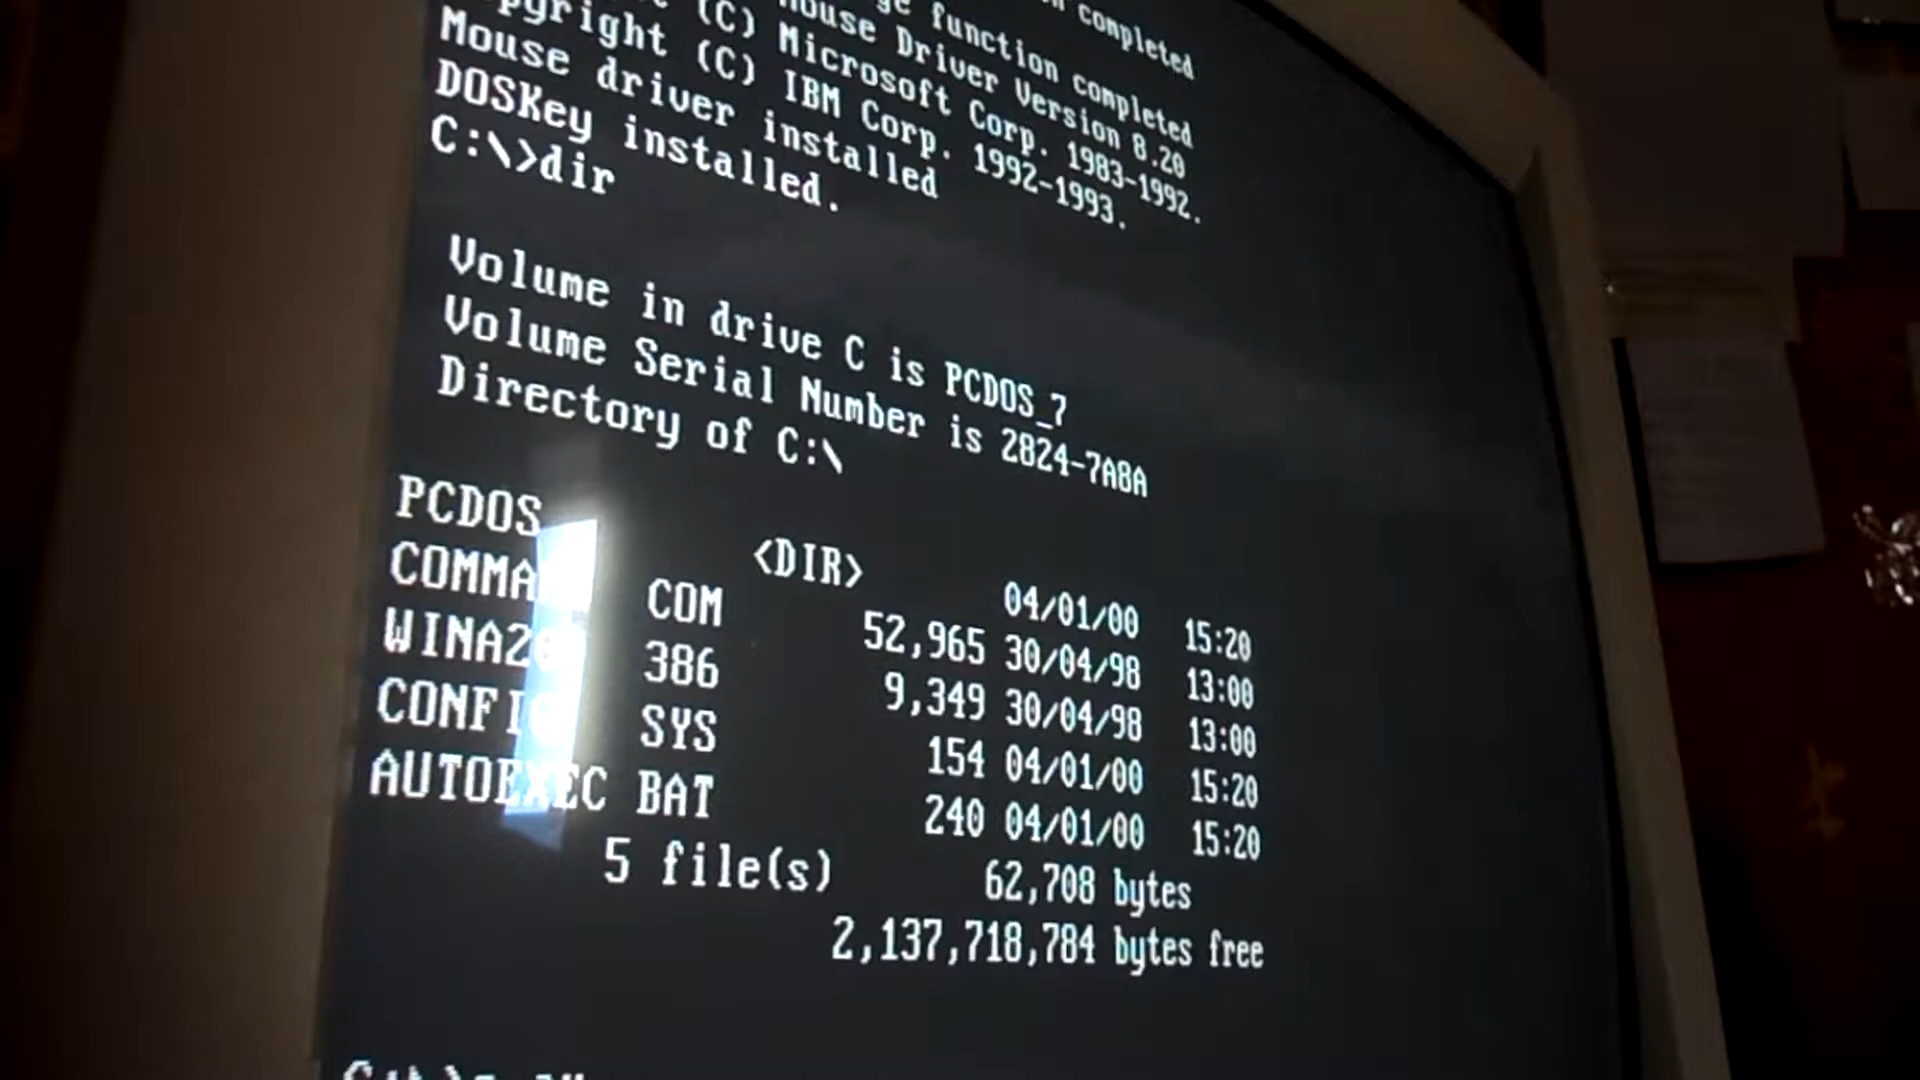 completed
function completed
Mouse Driver Version 8.20
(C) Microsoft Corp. 1983-1992.
(C) IBM Corp. 1992-1993.
Mouse driver installed
DOSKey installed.
C:\>dir
Volume in drive C is PCDOS_7
Volume Serial Number is 2824-7A8A
Directory of C:\
PCDOS <DIR> 04/01/00 15:20
COM 52,965 30/04/98 13:00
386 9,349 30/04/98 13:00
SYS 154 04/01/00 15:20
AUTOEXEC BAT 240 04/01/00 15:20
5 file(s) 62,708 bytes
2,137,718,784 bytes free